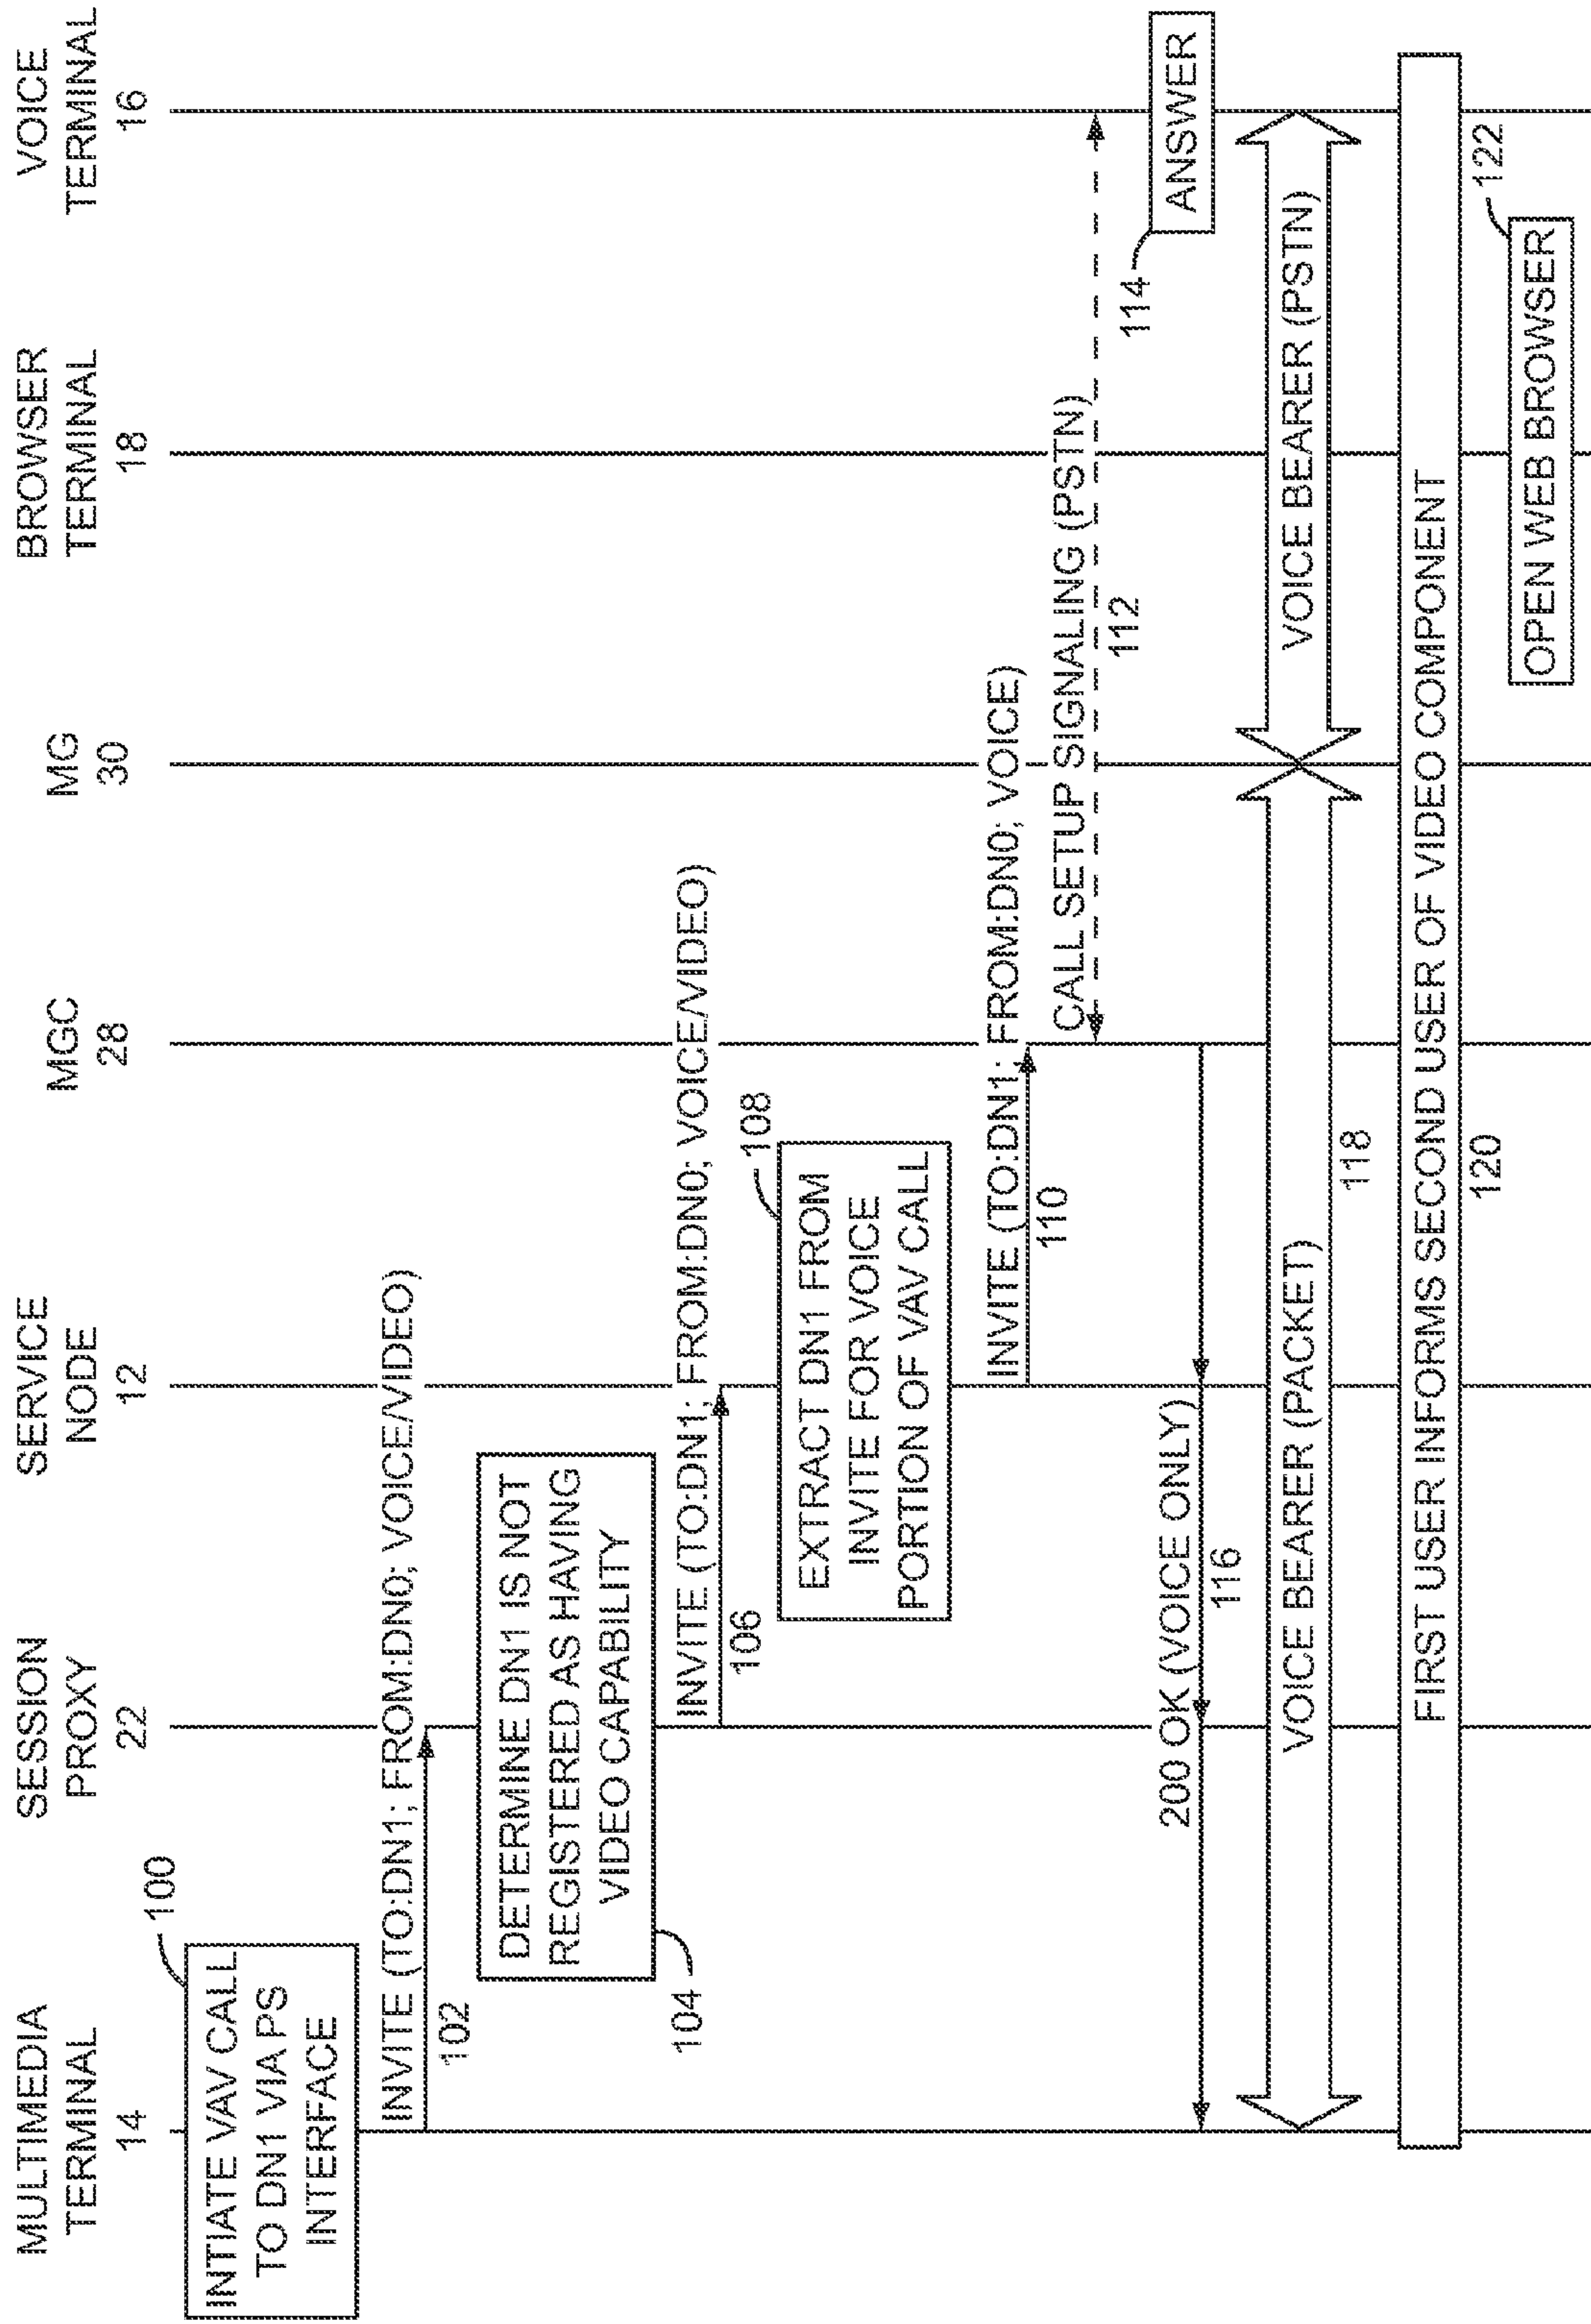 MULTIMEDIA
TERMINAL
14
SESSION
PROXY
22
SERVICE
NODE
12
MGC
28
MG
30
BROWSER
TERMINAL
18
VOICE
TERMINAL
16
INTIATE VAV CALL
TO DN1 VIA PS
INTERFACE
100
INVITE (TO:DN1; FROM:DN0; VOICE/VIDEO)
102
DETERMINE DN1 IS NOT
REGISTERED AS HAVING
VIDEO CAPABILITY
104
INVITE (TO:DN1; FROM:DN0; VOICE/VIDEO)
106
108
EXTRACT DN1 FROM
INVITE FOR VOICE
PORTION OF VAV CALL
INVITE (TO:DN1; FROM:DN0; VOICE)
110
CALL SETUP SIGNALING (PSTN)
112
114
ANSWER
200 OK (VOICE ONLY)
116
VOICE BEARER (PACKET)
VOICE BEARER (PSTN)
118
FIRST USER INFORMS SECOND USER OF VIDEO COMPONENT
120
122
OPEN WEB BROWSER